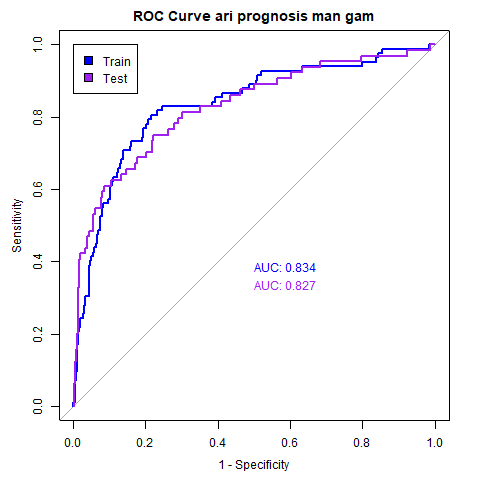 ROC Curve ari prognosis man gam
Train
Test
Sensitivity
1.0
0.8
0.6
0.4
0.2
0.0
AUC: 0.834
AUC: 0.827
0.0 0.2 0.4 0.6 0.8 1.0
1 - Specificity